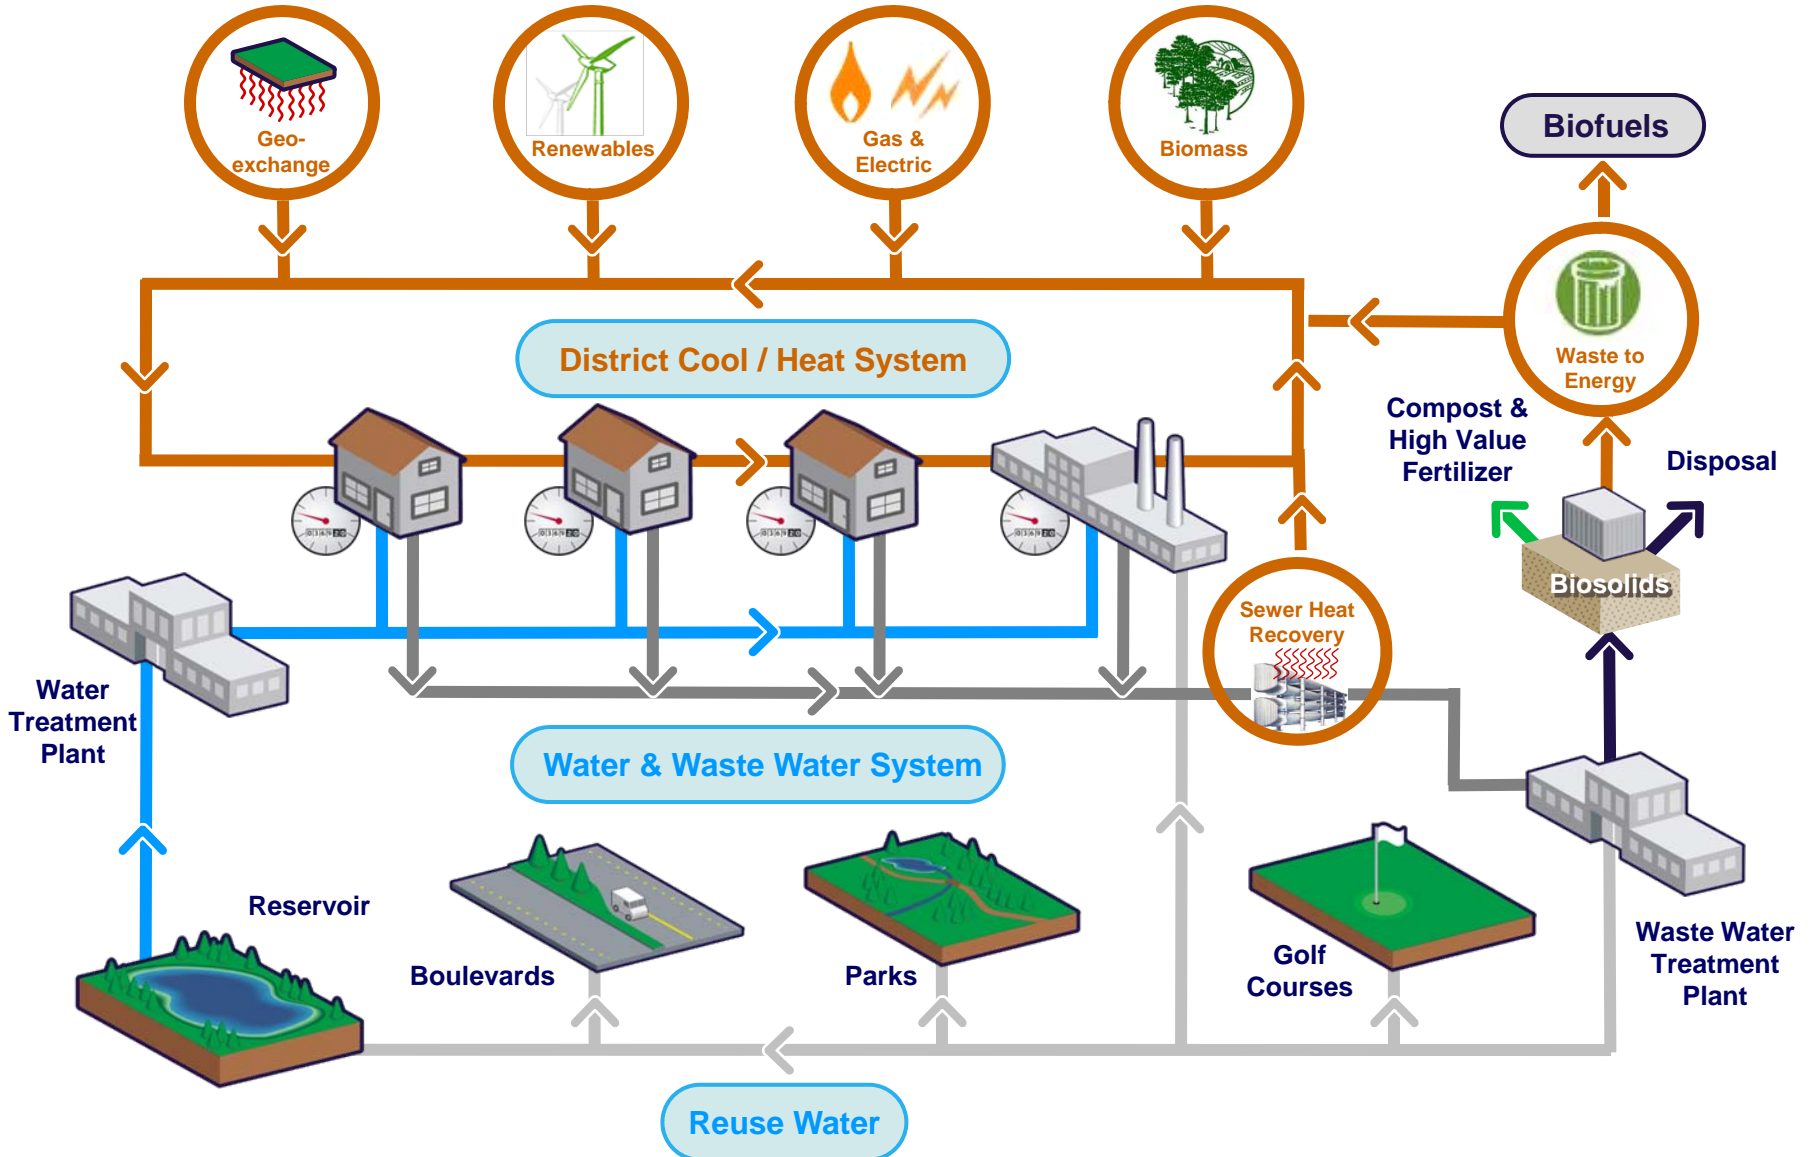 Geo-
exchange
Renewables
Gas &
Electric
Biomass
Biofuels
District Cool / Heat System
Waste to
Energy
Compost &
High Value
Fertilizer
Disposal
Biosolids
Sewer Heat
Recovery
Water
Treatment
Plant
Water & Waste Water System
Reservoir
Boulevards
Parks
Golf
Courses
Waste Water
Treatment
Plant
Reuse Water